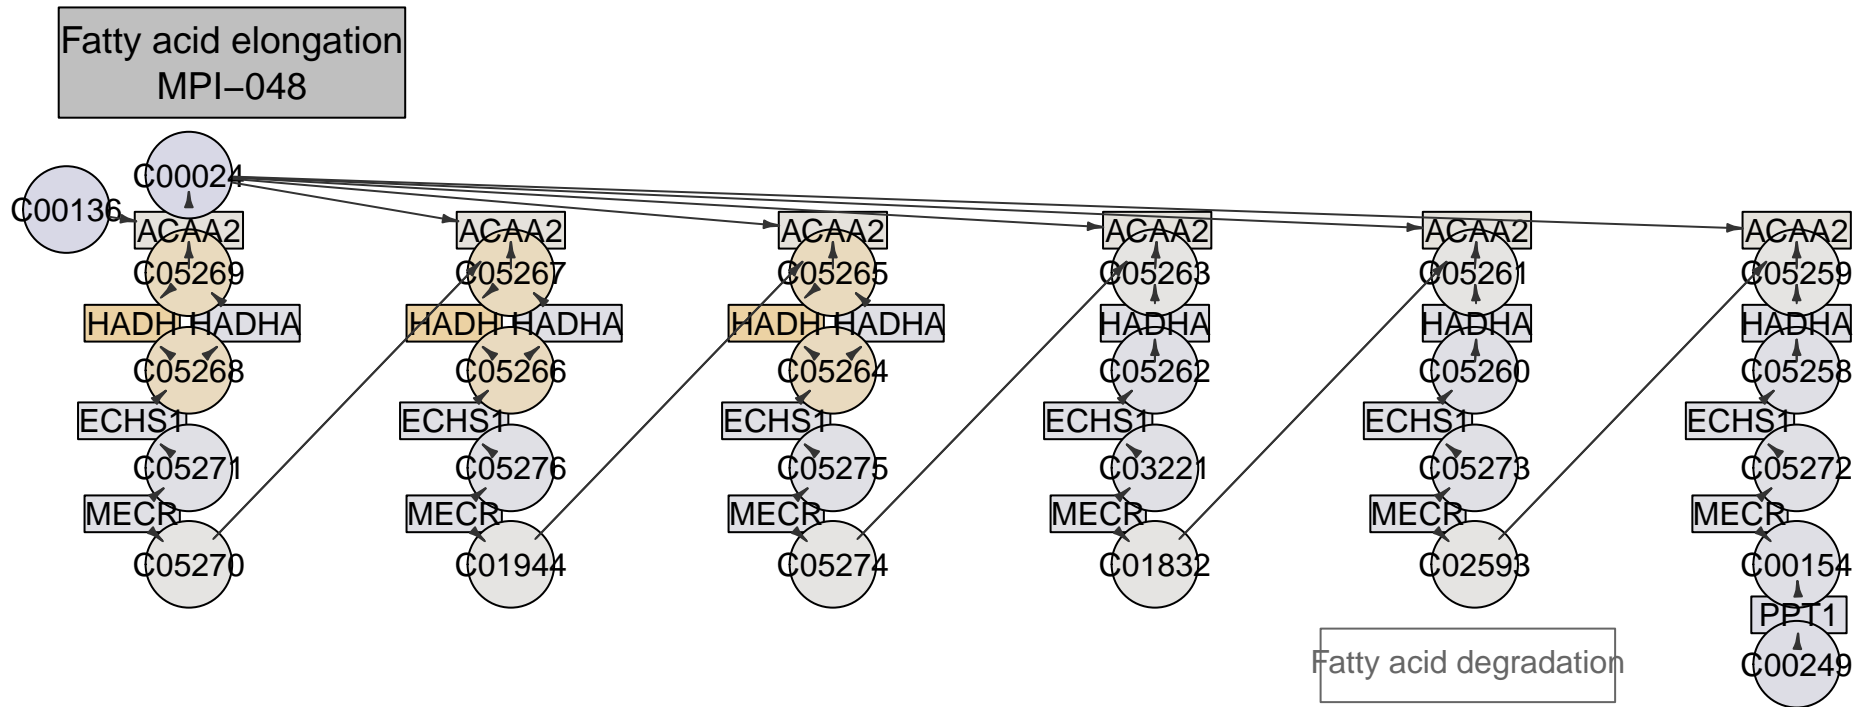 Fatty acid elongation
MPI−048
C00024
C00136
ACAA2 ACAA2 ACAA2 ACAA2 ACAA2 ACAA2
C05269 C05267 C05265 C05263 C05261 C05259
HADH HADHA HADH HADHA HADH HADHA HADHA HADHA HADHA
C05268 C05266 C05264 C05262 C05260 C05258
ECHS1 ECHS1 ECHS1 ECHS1 ECHS1 ECHS1
C05271 C05276 C05275 C03221 C05273 C05272
MECR MECR MECR MECR MECR MECR
C05270 C01944 C05274 C01832 C02593 C00154
PPT1
Fatty acid degradation C00249